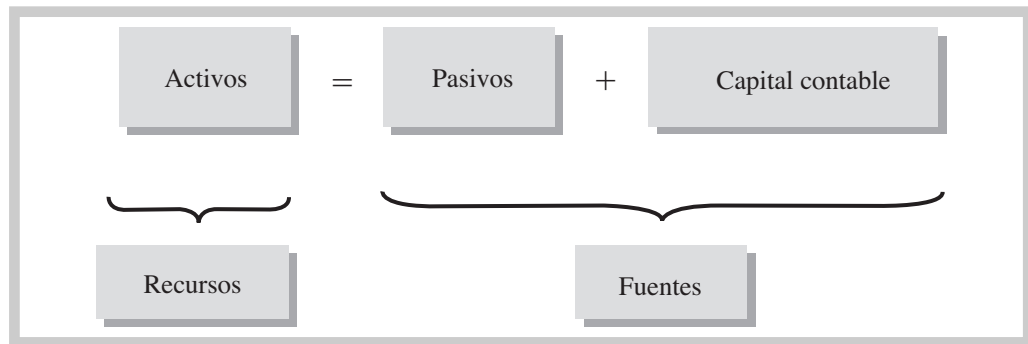 Activos = Pasivos + Capital contable
Recursos Fuentes